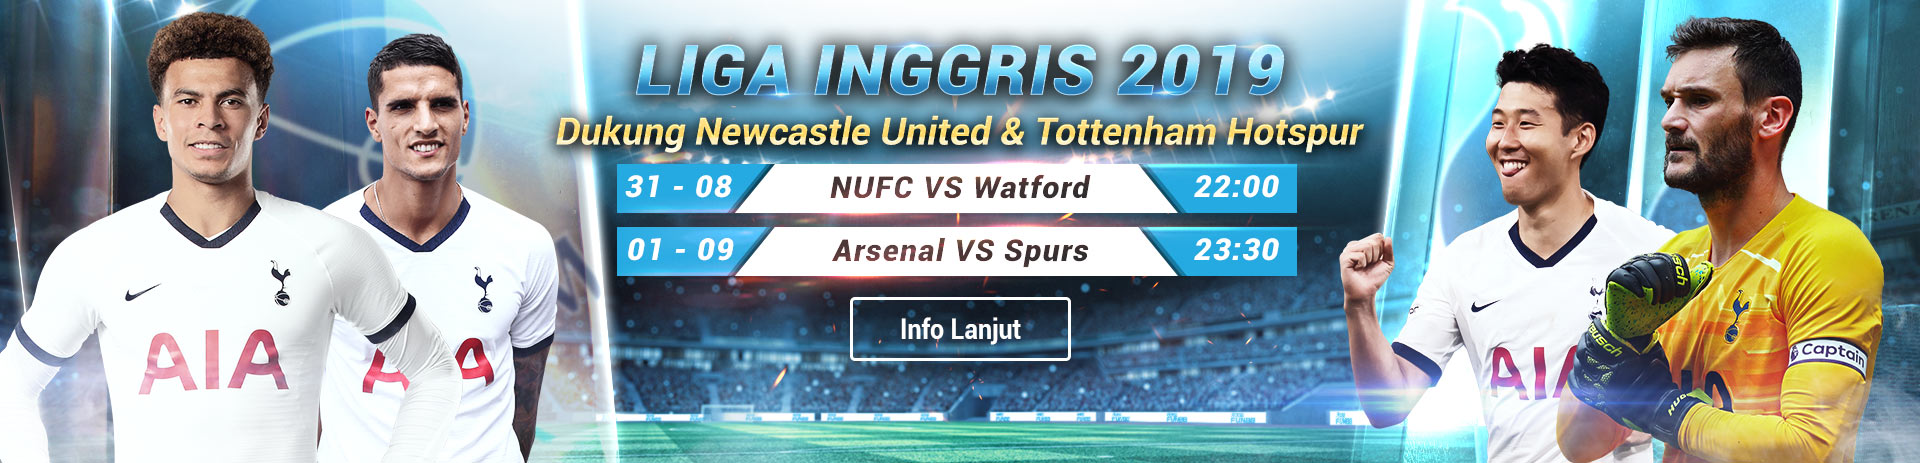 LIGA INGGRIS 2019
Dukung Newcastle United & Tottenham Hotspur
31 - 08 NUFC VS Watford 22:00
01 - 09 Arsenal VS Spurs 23:30
Info Lanjut
AIA
AIA
AIA
Captain